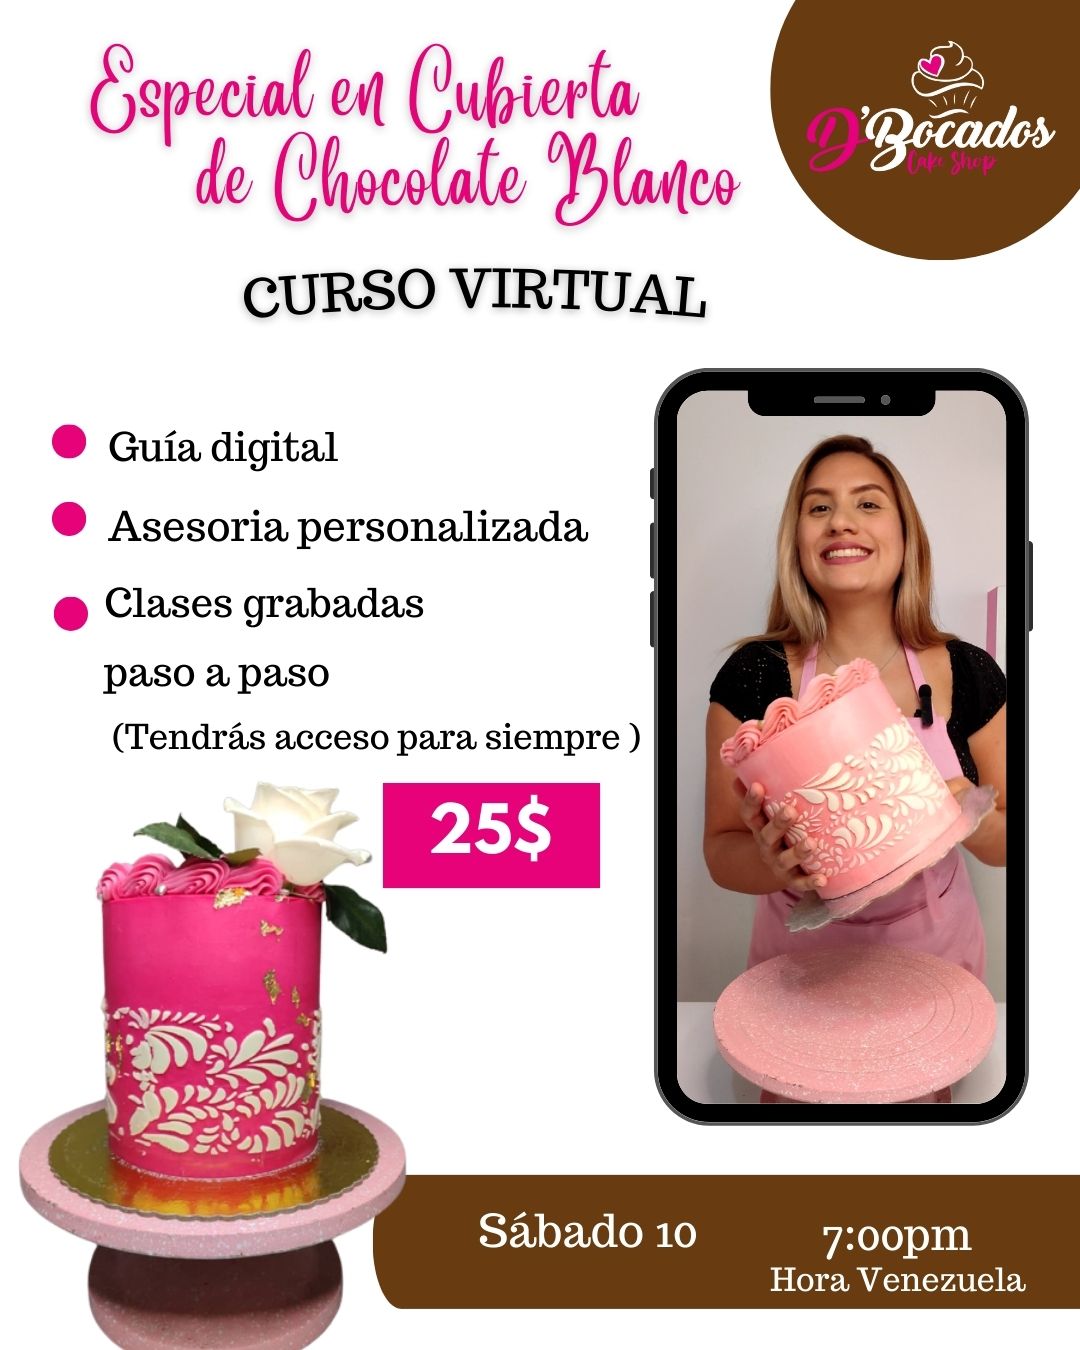 Especial en Cubierta
de Chocolate Blanco
D'Bocados
Cake Shop
CURSO VIRTUAL
Guía digital
Asesoria personalizada
Clases grabadas
paso a paso
(Tendrás acceso para siempre )
25$
Sábado 10
7:00pm
Hora Venezuela